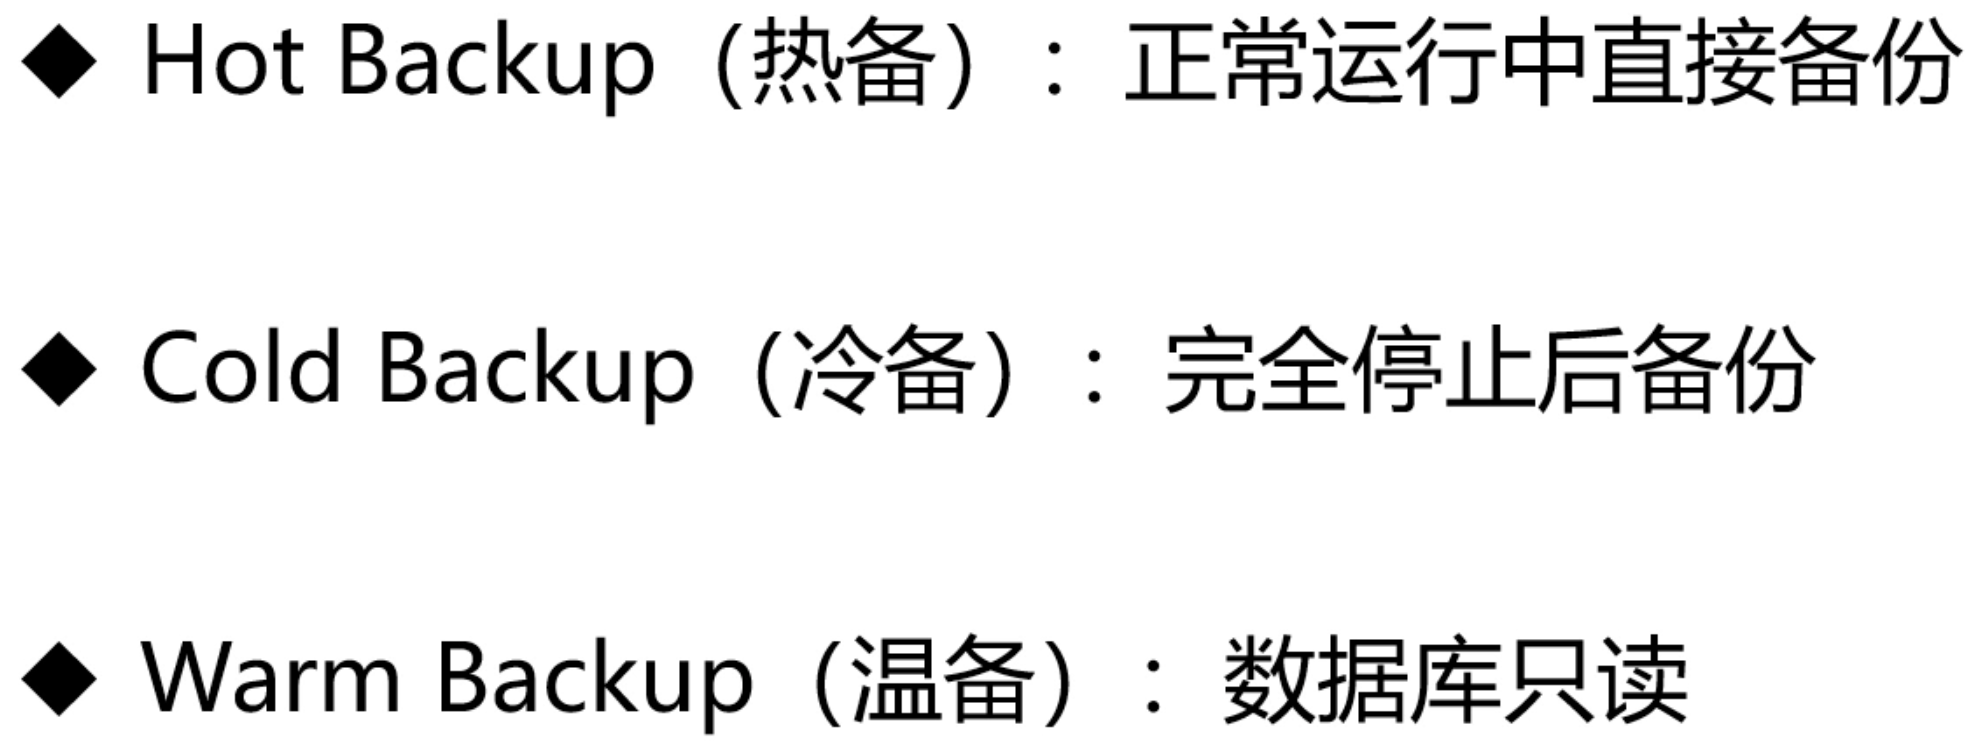 ◆ Hot Backup（热备）：正常运行中直接备份
◆ Cold Backup（冷备）：完全停止后备份
◆ Warm Backup（温备）：数据库只读